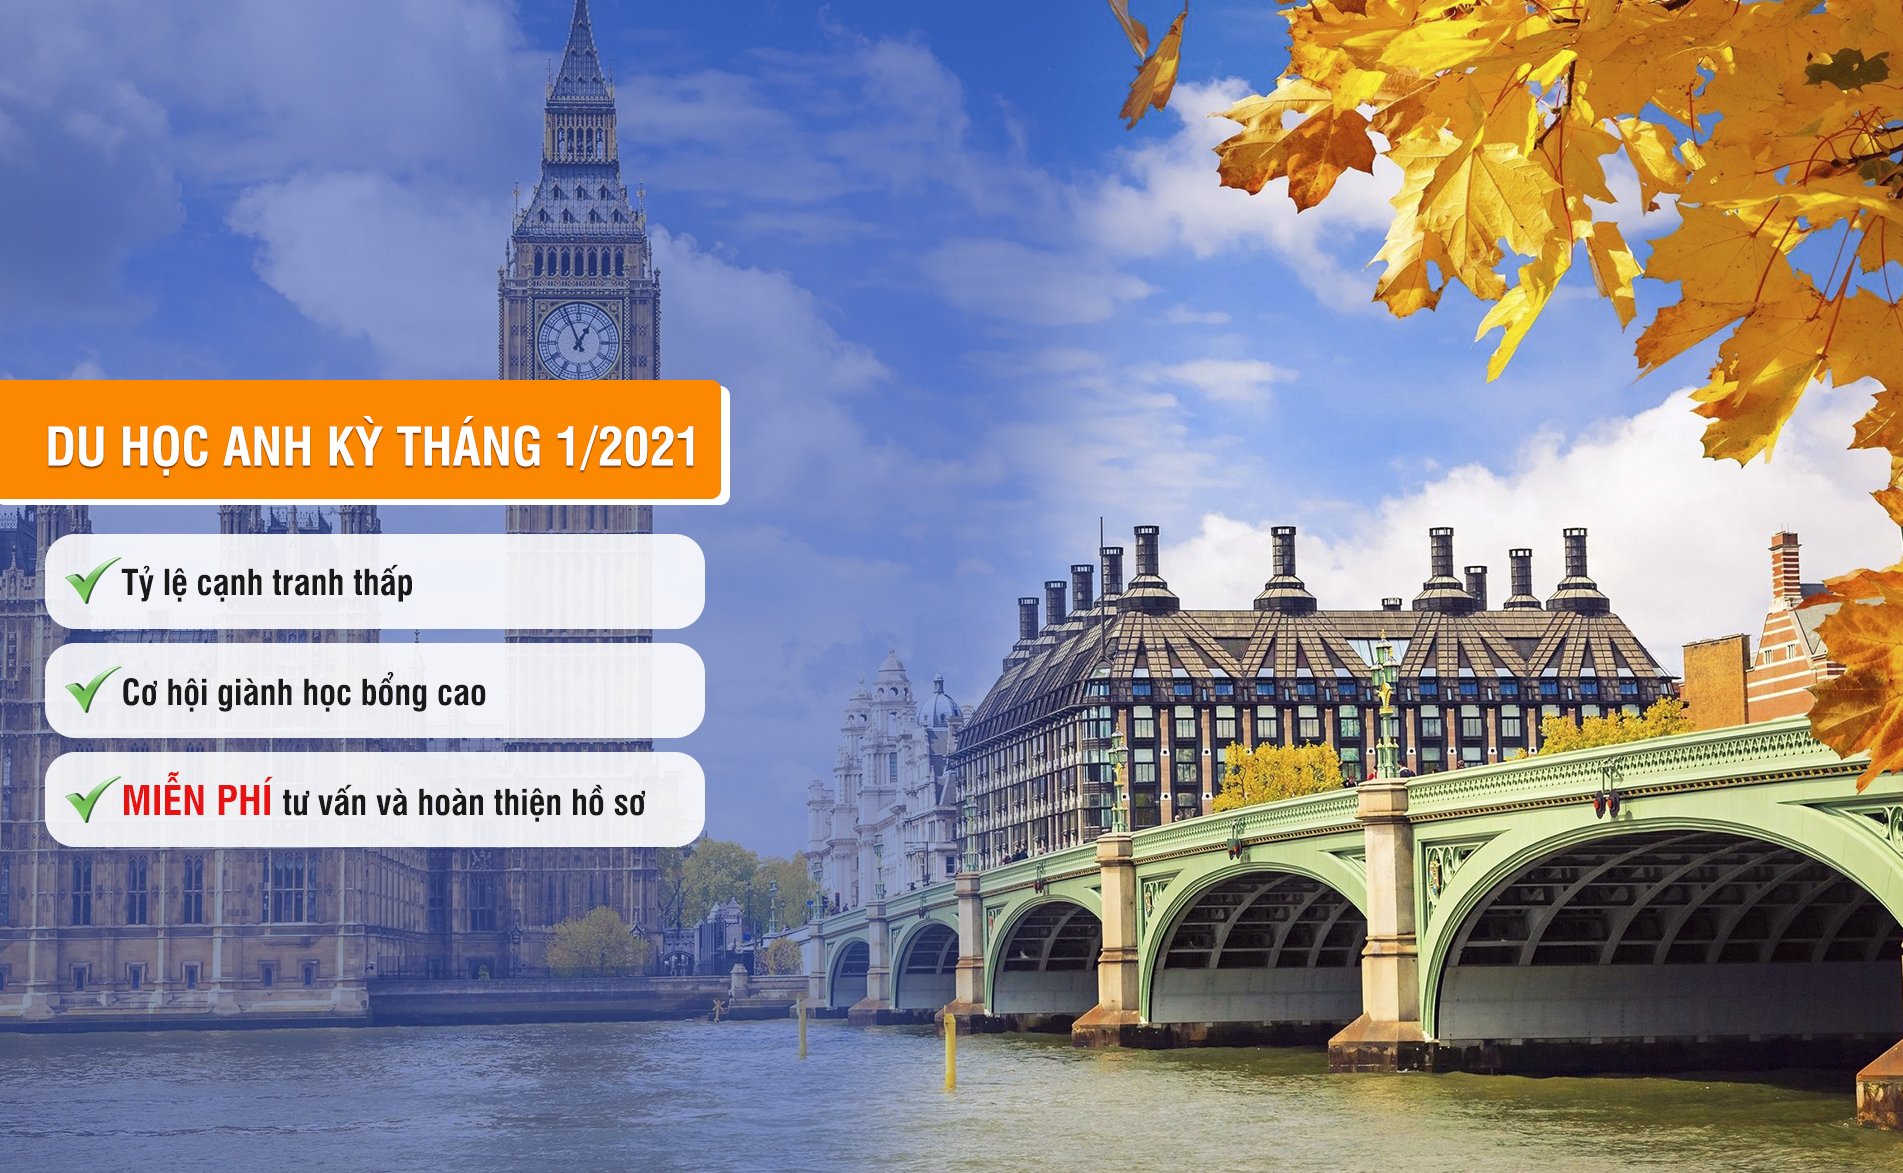 DU HỌC ANH KỲ THÁNG 1/2021
Tỷ lệ cạnh tranh thấp
Cơ hội giành học bổng cao
MIỄN PHÍ tư vấn và hoàn thiện hồ sơ